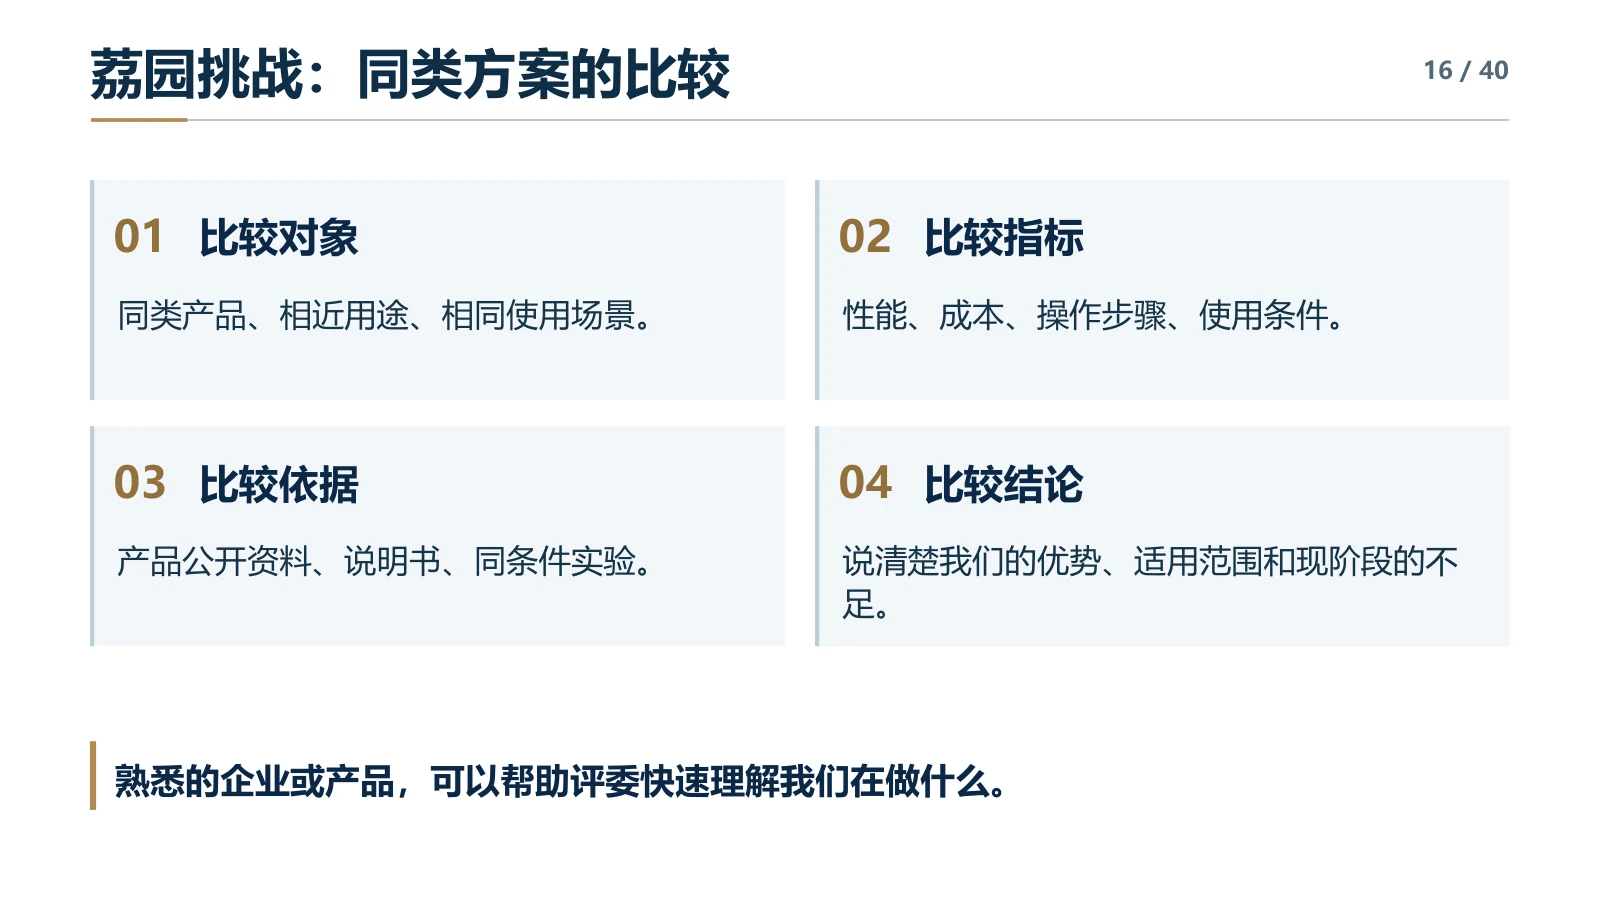 荔园挑战：同类方案的比较
16 / 40
01 比较对象
同类产品、相近用途、相同使用场景。
02 比较指标
性能、成本、操作步骤、使用条件。
03 比较依据
产品公开资料、说明书、同条件实验。
04 比较结论
说清楚我们的优势、适用范围和现阶段的不
足。
熟悉的企业或产品，可以帮助评委快速理解我们在做什么。